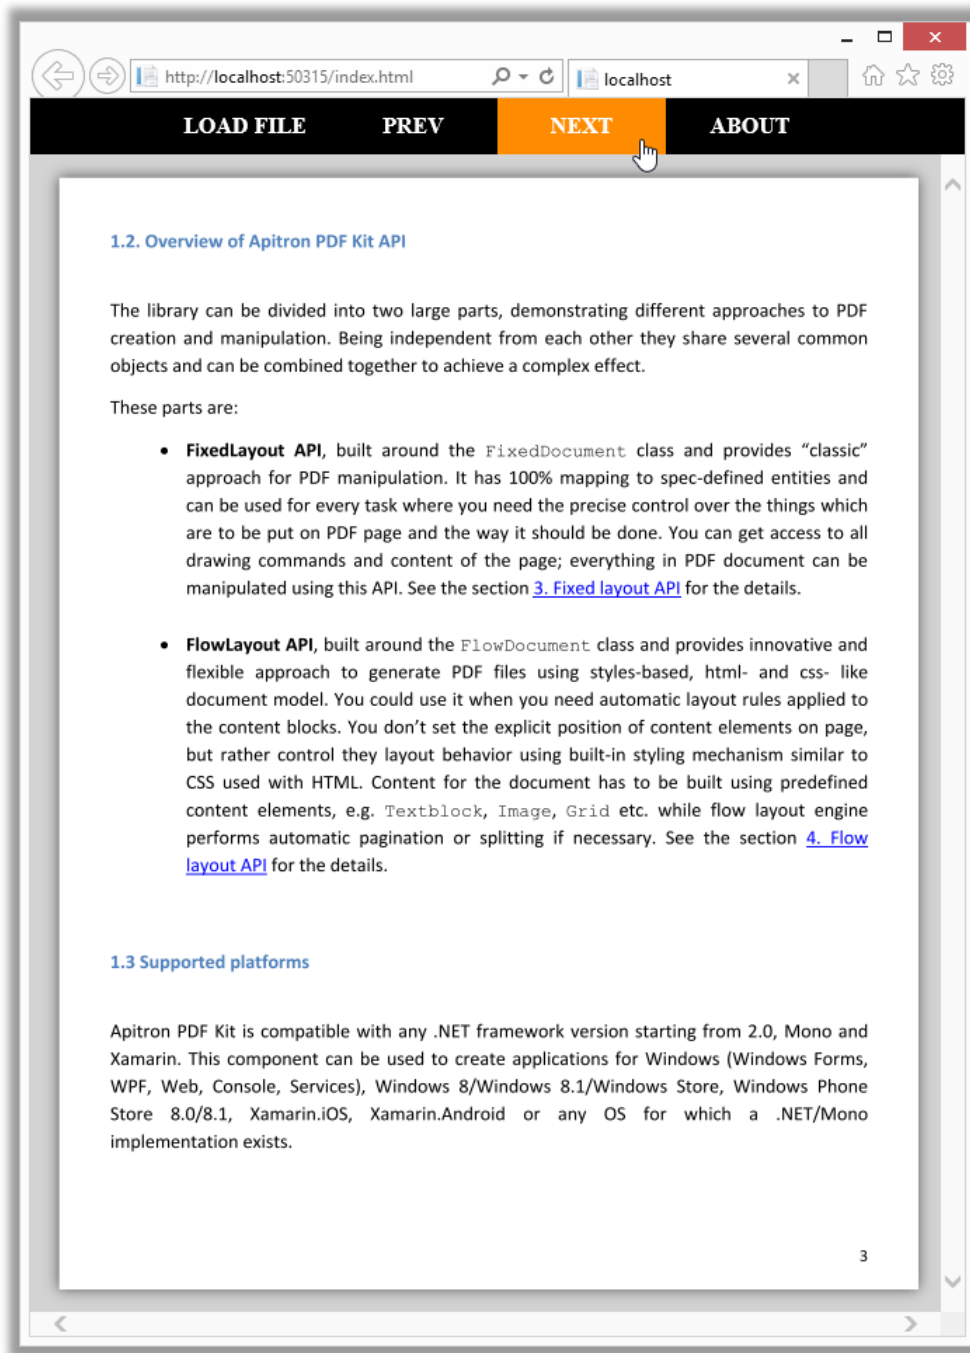 http://localhost:50315/index.html
localhost
LOAD FILE PREV NEXT ABOUT
1.2. Overview of Apitron PDF Kit API
The library can be divided into two large parts, demonstrating different approaches to PDF
creation and manipulation. Being independent from each other they share several common
objects and can be combined together to achieve a complex effect.
These parts are:
• FixedLayout API, built around the FixedDocument class and provides “classic”
approach for PDF manipulation. It has 100% mapping to spec-defined entities and
can be used for every task where you need the precise control over the things which
are to be put on PDF page and the way it should be done. You can get access to all
drawing commands and content of the page; everything in PDF document can be
manipulated using this API. See the section 3. Fixed layout API for the details.
• FlowLayout API, built around the FlowDocument class and provides innovative and
flexible approach to generate PDF files using styles-based, html- and css- like
document model. You could use it when you need automatic layout rules applied to
the content blocks. You don’t set the explicit position of content elements on page,
but rather control they layout behavior using built-in styling mechanism similar to
CSS used with HTML. Content for the document has to be built using predefined
content elements, e.g. Textblock, Image, Grid etc. while flow layout engine
performs automatic pagination or splitting if necessary. See the section 4. Flow
layout API for the details.
1.3 Supported platforms
Apitron PDF Kit is compatible with any .NET framework version starting from 2.0, Mono and
Xamarin. This component can be used to create applications for Windows (Windows Forms,
WPF, Web, Console, Services), Windows 8/Windows 8.1/Windows Store, Windows Phone
Store 8.0/8.1, Xamarin.iOS, Xamarin.Android or any OS for which a .NET/Mono
implementation exists.
3